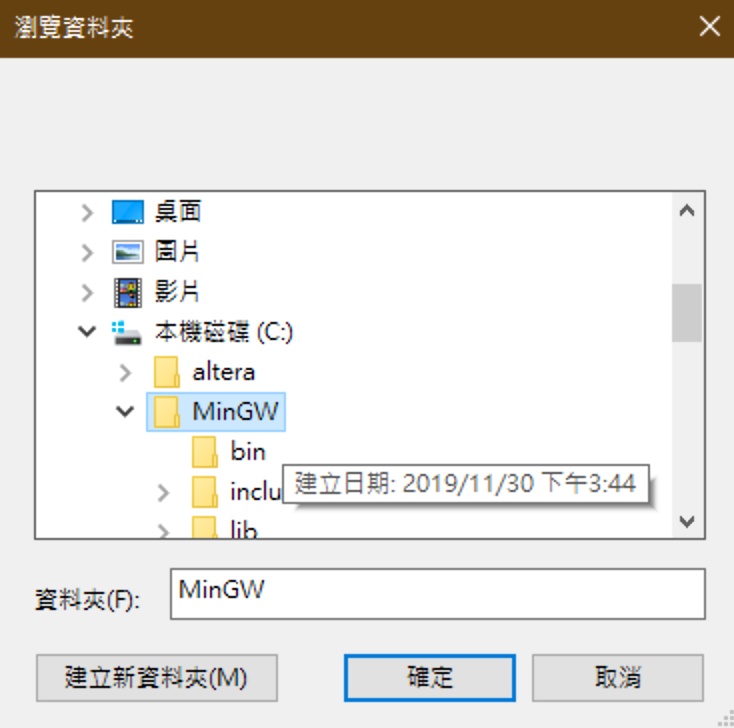 瀏覽資料夾
桌面
圖片
影片
本機磁碟 (C:)
altera
MinGW
bin
inclu
建立日期: 2019/11/30 下午3:44
lib
資料夾(F):
MinGW
建立新資料夾(M)
確定
取消